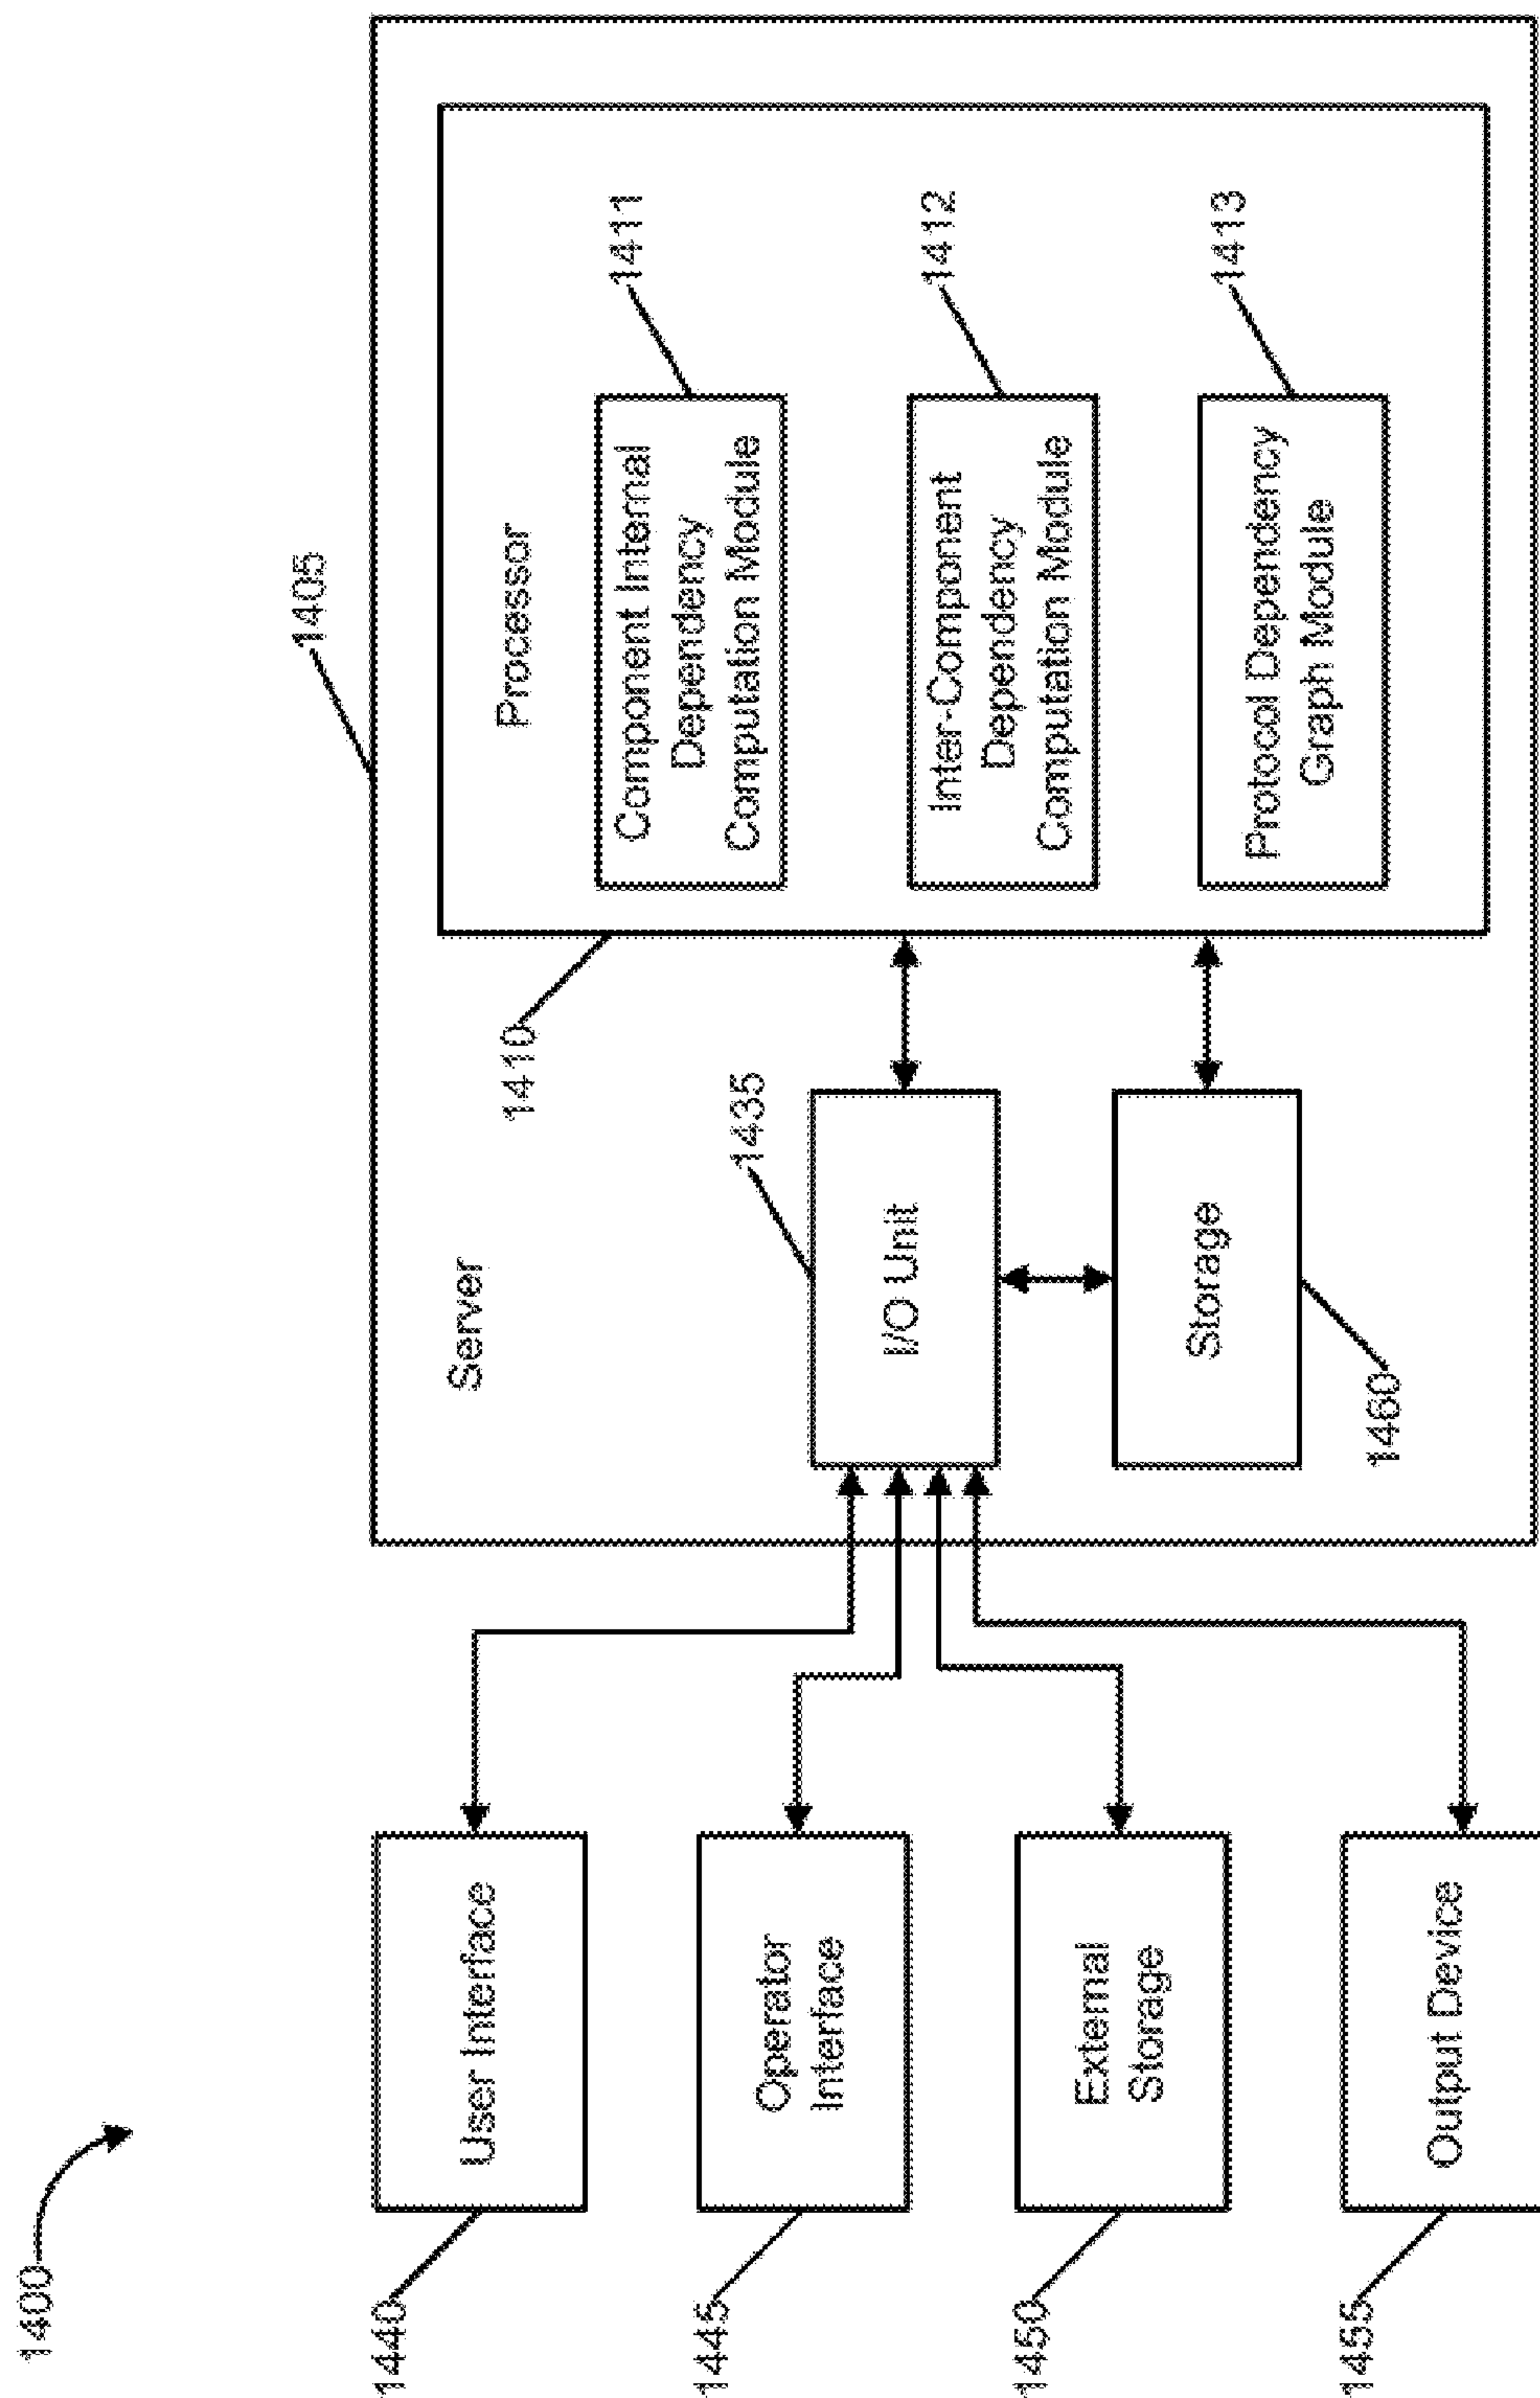 1400
1405
Server
Processor
1410
1411
Component Internal
Dependency
Computation Module
1412
Inter-Component
Dependency
Computation Module
1413
Protocol Dependency
Graph Module
1435
I/O Unit
Storage
1460
1440
User Interface
1445
Operator
Interface
1450
External
Storage
1455
Output Device